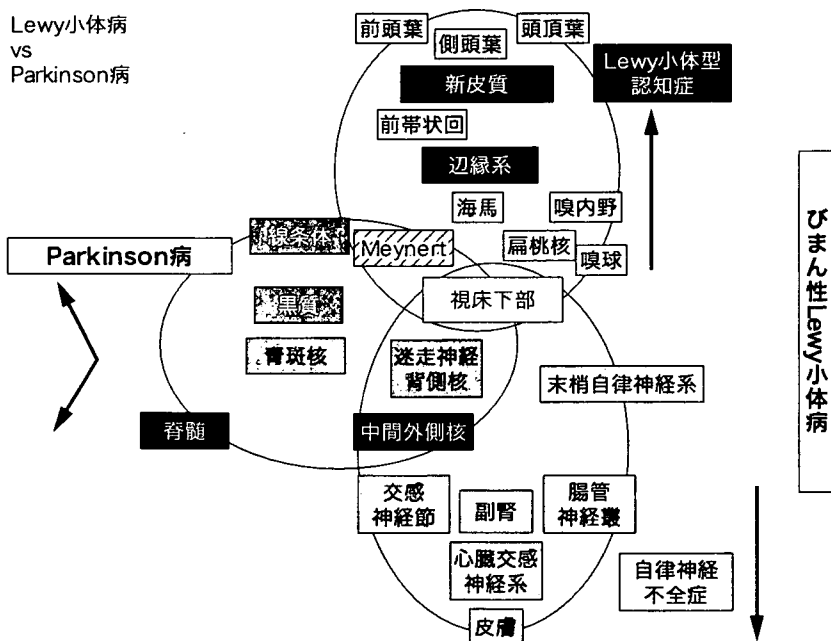 Lewy小体病
vs
Parkinson病
前頭葉
側頭葉
頭頂葉
新皮質
Lewy小体型
認知症
前帯状回
辺縁系
海馬
嗅内野
Parkinson病
線条体
Meynert
扁桃核
嗅球
視床下部
黒質
青斑核
迷走神経
背側核
末梢自律神経系
脊髄
中間外側核
交感
神経節
副腎
腸管
神経叢
心臓交感
神経系
自律神経
不全症
皮膚
びまん性Lewy小体病